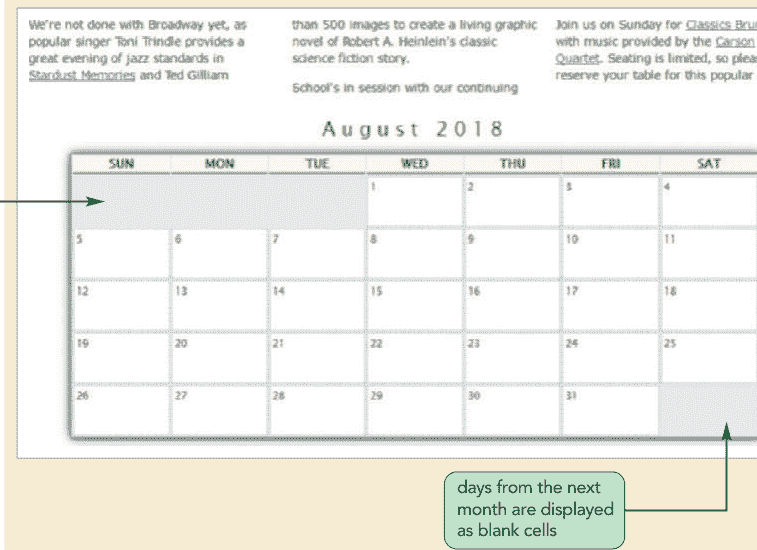 We're not done with Broadway yet, as
popular singer Toni Trindle provides a
great evening of jazz standards in
Stardust Memories and Ted Gilliam
than 500 images to create a living graphic
novel of Robert A. Heinlein's classic
science fiction story.
School's in session with our continuing
Join us on Sunday for Classics Bru
with music provided by the Carson
Quartet. Seating is limited, so plea
reserve your table for this popular
August 2018
SUN MON TUE WED THU FRI SAT
1 2 3 4
5 6 7 8 9 10 11
12 13 14 15 16 17 18
19 20 21 22 23 24 25
26 27 28 29 30 31
days from the next
month are displayed
as blank cells